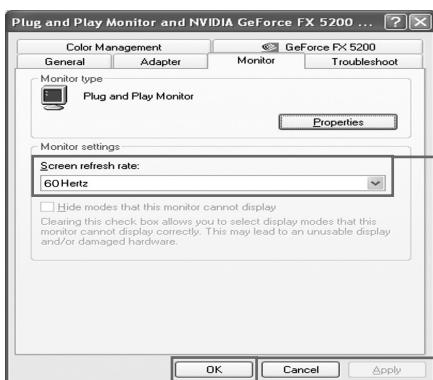 Plug and Play Monitor and NVIDIA GeForce FX 5200 ...
Color Management
GeForce FX 5200
General
Adapter
Monitor
Troubleshoot
Monitor type
Plug and Play Monitor
Properties
Monitor settings
Screen refresh rate:
60 Hertz
Hide modes that this monitor cannot display
Clearing this check box allows you to select display modes that this
monitor cannot display correctly. This may lead to an unusable display
and/or damaged hardware.
OK
Cancel
Apply